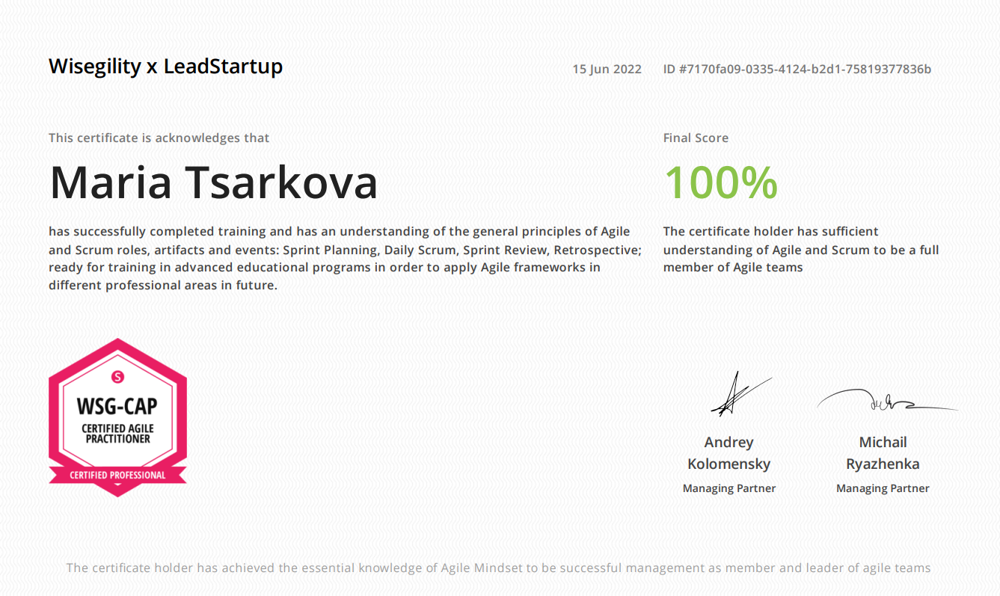 Wisegility x LeadStartup
15 Jun 2022 ID #7170fa09-0335-4124-b2d1-75819377836b
This certificate is acknowledges that
Maria Tsarkova
has successfully completed training and has an understanding of the general principles of Agile
and Scrum roles, artifacts and events: Sprint Planning, Daily Scrum, Sprint Review, Retrospective;
ready for training in advanced educational programs in order to apply Agile frameworks in
different professional areas in future.
Final Score
100%
The certificate holder has sufficient
understanding of Agile and Scrum to be a full
member of Agile teams
S
WSG-CAP
CERTIFIED AGILE
PRACTITIONER
CERTIFIED PROFESSIONAL
Andrey
Kolomensky
Managing Partner
Michail
Ryazhenka
Managing Partner
The certificate holder has achieved the essential knowledge of Agile Mindset to be successful management as member and leader of agile teams